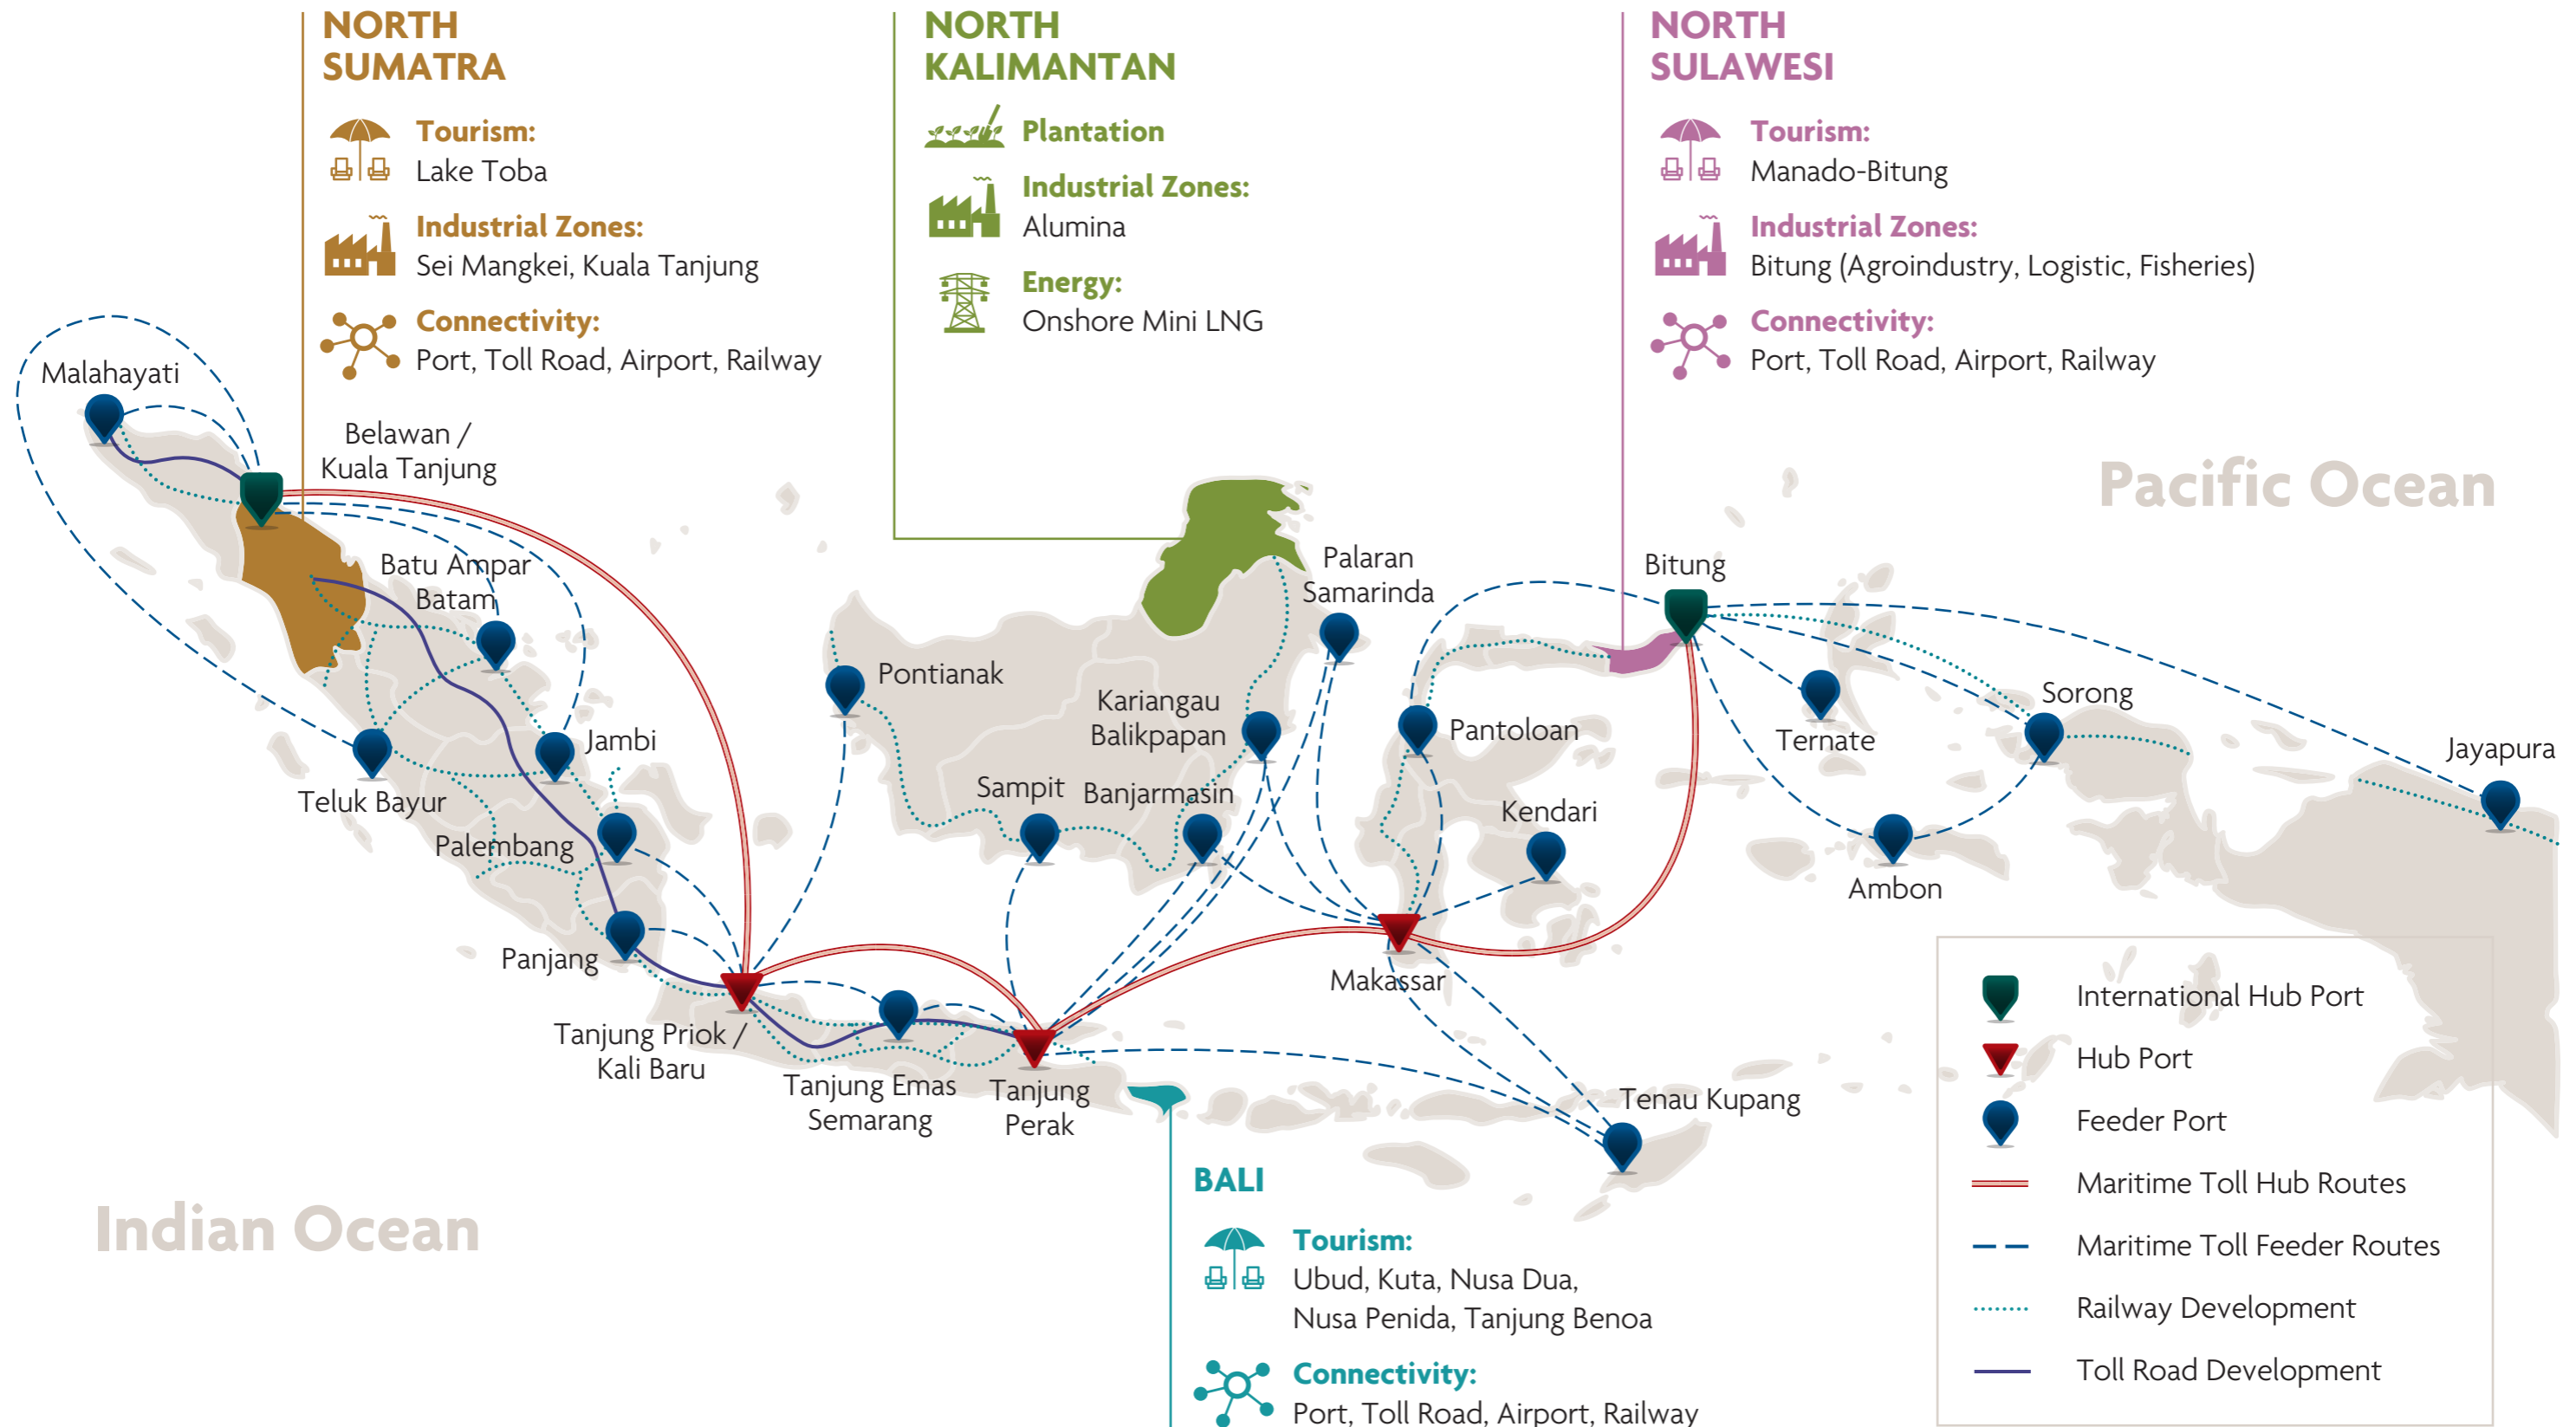 NORTH
SUMATRA
Tourism:
Lake Toba
Industrial Zones:
Sei Mangkei, Kuala Tanjung
Connectivity:
Port, Toll Road, Airport, Railway
NORTH
KALIMANTAN
Plantation
Industrial Zones:
Alumina
Energy:
Onshore Mini LNG
NORTH
SULAWESI
Tourism:
Manado-Bitung
Industrial Zones:
Bitung (Agroindustry, Logistic, Fisheries)
Connectivity:
Port, Toll Road, Airport, Railway
Malahayati
Belawan /
Kuala Tanjung
Pacific Ocean
Batu Ampar
Batam
Palaran
Samarinda
Bitung
Pontianak
Kariangau
Balikpapan
Pantoloan
Ternate
Sorong
Jayapura
Jambi
Teluk Bayur
Sampit
Banjarmasin
Kendari
Palembang
Ambon
Panjang
Makassar
Tanjung Priok /
Kali Baru
Tanjung Emas
Semarang
Tanjung
Perak
Tenau Kupang
Indian Ocean
BALI
Tourism:
Ubud, Kuta, Nusa Dua,
Nusa Penida, Tanjung Benoa
Connectivity:
Port, Toll Road, Airport, Railway
International Hub Port
Hub Port
Feeder Port
Maritime Toll Hub Routes
Maritime Toll Feeder Routes
Railway Development
Toll Road Development